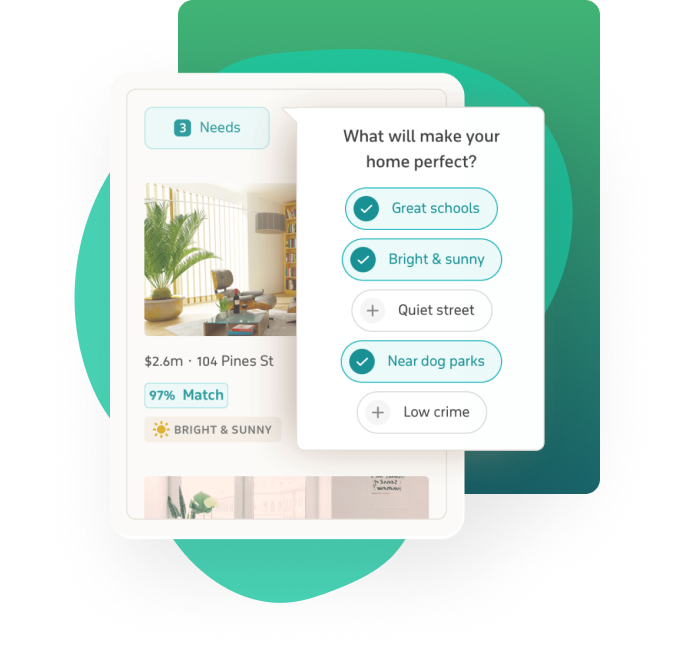 3 Needs
What will make your
home perfect?
Great schools
Bright & sunny
Quiet street
Near dog parks
Low crime
$2.6m · 104 Pines St
97% Match
BRIGHT & SUNNY